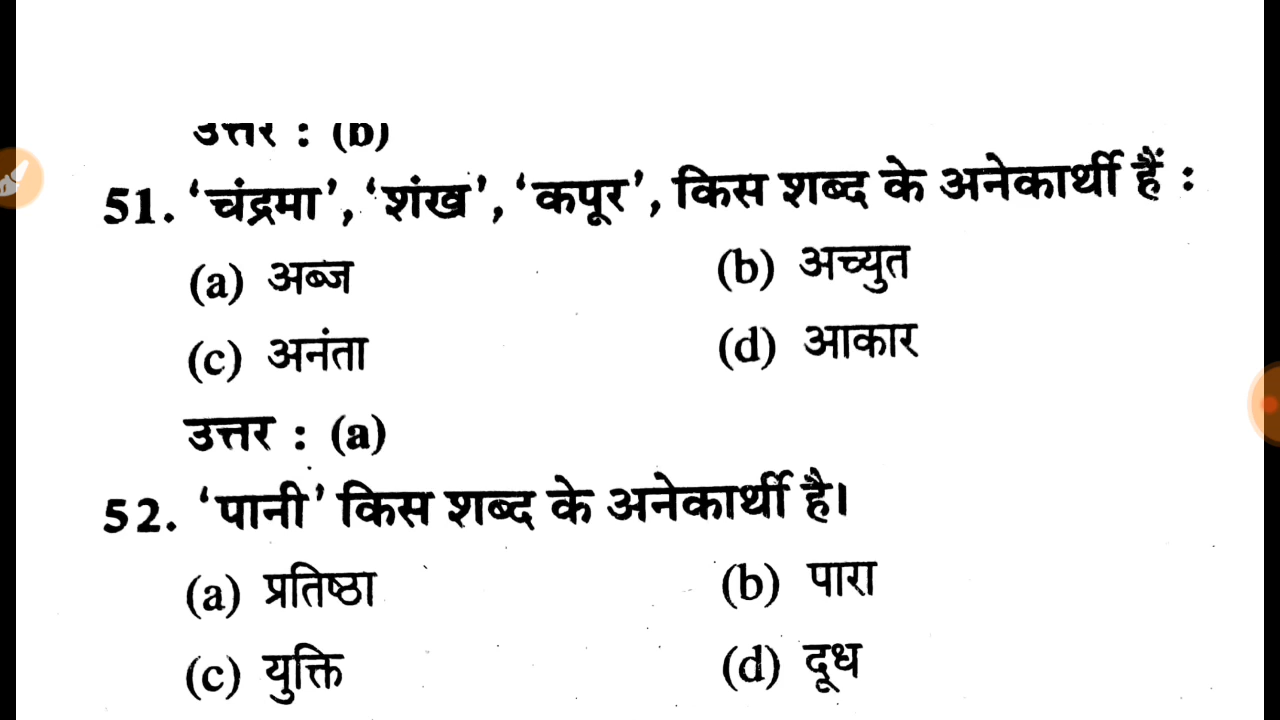 उत्तर : (b)
51. ‘चंद्रमा’, ‘शंख’, ‘कपूर’, किस शब्द के अनेकार्थी हैं :
(a) अब्ज (b) अच्युत
(c) अनंता (d) आकार
उत्तर : (a)
52. ‘पानी’ किस शब्द के अनेकार्थी है।
(a) प्रतिष्ठा (b) पारा
(c) युक्ति (d) दूध